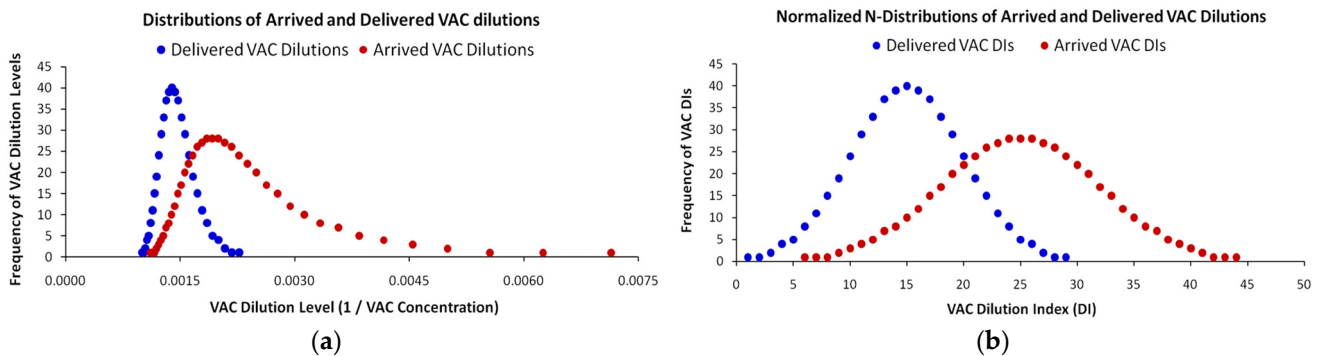 Distributions of Arrived and Delivered VAC dilutions
Delivered VAC Dilutions Arrived VAC Dilutions
Frequency of VAC Dilution Levels
45
40
35
30
25
20
15
10
5
0
0.0000 0.0015 0.0030 0.0045 0.0060 0.0075
VAC Dilution Level (1 / VAC Concentration)
(a)
Normalized N-Distributions of Arrived and Delivered VAC Dilutions
Delivered VAC DIs Arrived VAC DIs
Frequency of VAC DIs
45
40
35
30
25
20
15
10
5
0
0 5 10 15 20 25 30 35 40 45 50
VAC Dilution Index (DI)
(b)